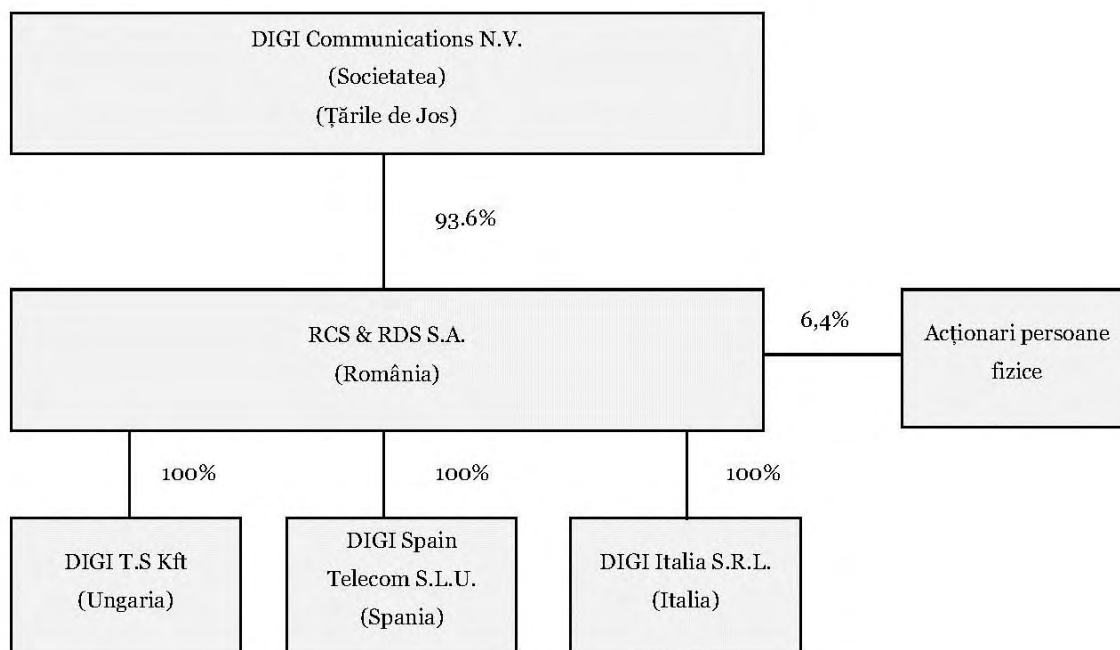 DIGI Communications N.V.
(Societatea)
(Țările de Jos)
93.6%
RCS & RDS S.A.
(România)
6,4%
Acționari persoane
fizice
100%
100%
100%
DIGI T.S Kft
(Ungaria)
DIGI Spain
Telecom S.L.U.
(Spania)
DIGI Italia S.R.L.
(Italia)